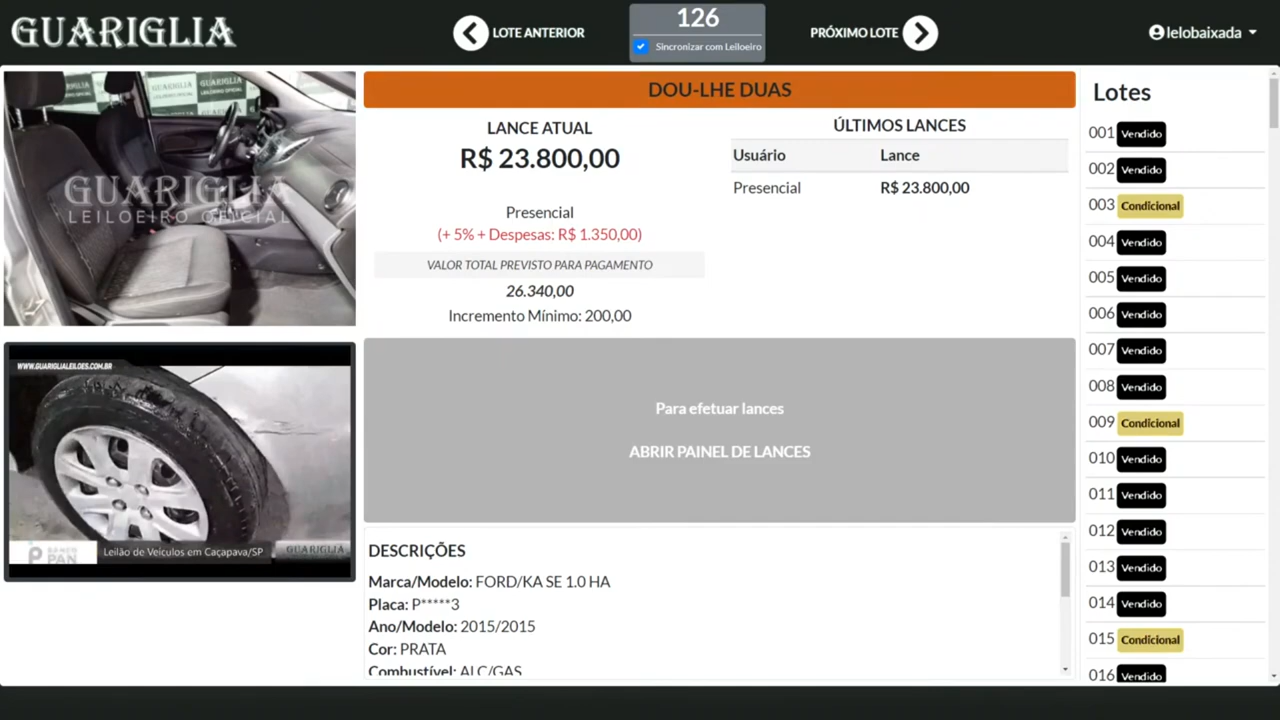 GUARIGLIA
LOTE ANTERIOR
126
Sincronizar com Leiloeiro
PRÓXIMO LOTE
lelobaixada
GUARIGLIA
LEILOEIRO OFICIAL
GUARIGLIA
LEILOEIRO OFICIAL
WWW.GUARIGLIALEILOES.COM.BR
BANCO
PAN
Leilão de Veículos em Caçapava/SP
GUARIGLIA
DOU-LHE DUAS
LANCE ATUAL
R$ 23.800,00
Presencial
(+ 5% + Despesas: R$ 1.350,00)
VALOR TOTAL PREVISTO PARA PAGAMENTO
26.340,00
Incremento Mínimo: 200,00
ÚLTIMOS LANCES
Usuário Lance
Presencial R$ 23.800,00
Para efetuar lances
ABRIR PAINEL DE LANCES
DESCRIÇÕES
Marca/Modelo: FORD/KA SE 1.0 HA
Placa: P*****3
Ano/Modelo: 2015/2015
Cor: PRATA
Combustível: ALC/GAS
Lotes
001 Vendido
002 Vendido
003 Condicional
004 Vendido
005 Vendido
006 Vendido
007 Vendido
008 Vendido
009 Condicional
010 Vendido
011 Vendido
012 Vendido
013 Vendido
014 Vendido
015 Condicional
016 Vendido